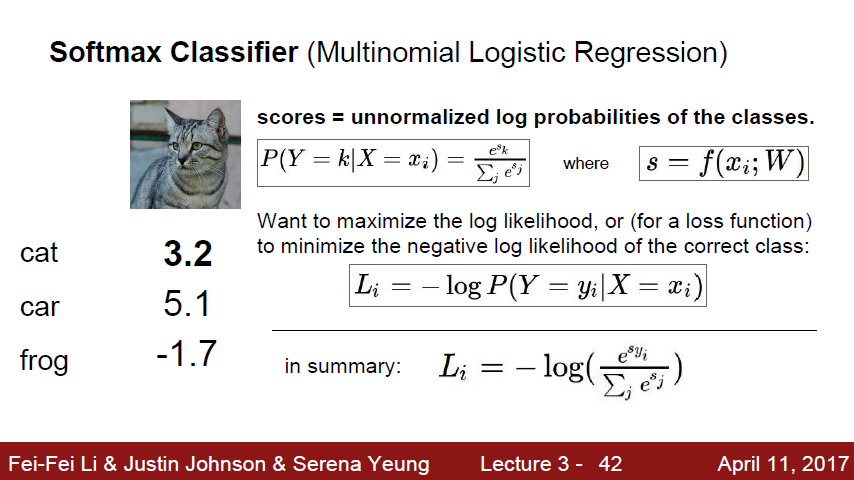 Softmax Classifier (Multinomial Logistic Regression)
scores = unnormalized log probabilities of the classes.
P(Y = k|X = x_i) = \frac{e^{s_k}}{\sum_j e^{s_j}} where s = f(x_i; W)
Want to maximize the log likelihood, or (for a loss function)
to minimize the negative log likelihood of the correct class:
L_i = − log P(Y = y_i|X = x_i)
cat 3.2
car 5.1
frog -1.7
in summary: L_i = − log(\frac{e^{s_{y_i}}}{\sum_j e^{s_j}})
Fei-Fei Li & Justin Johnson & Serena Yeung Lecture 3 - 42 April 11, 2017